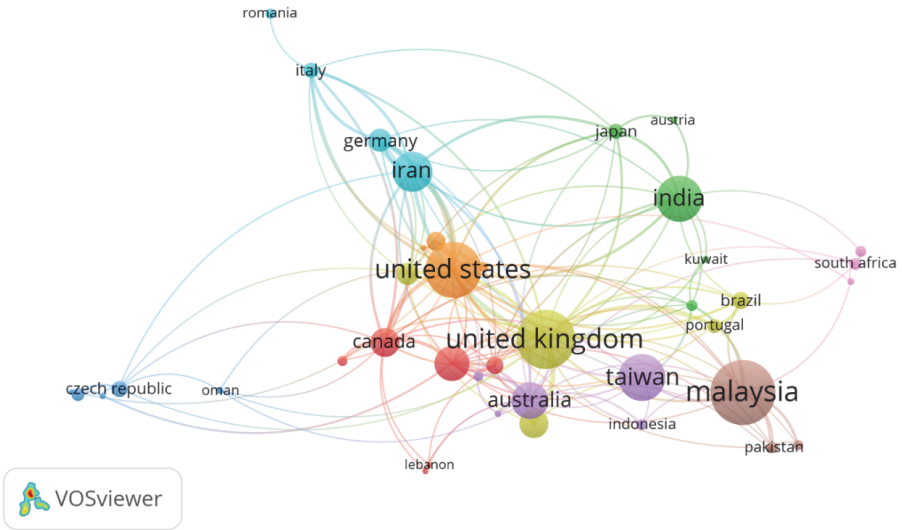 romania
italy
germany
iran
japan
austria
india
kuwait
south africa
united states
brazil
portugal
united kingdom
canada
taiwan
malaysia
czech republic
oman
australia
indonesia
pakistan
lebanon
VOSviewer